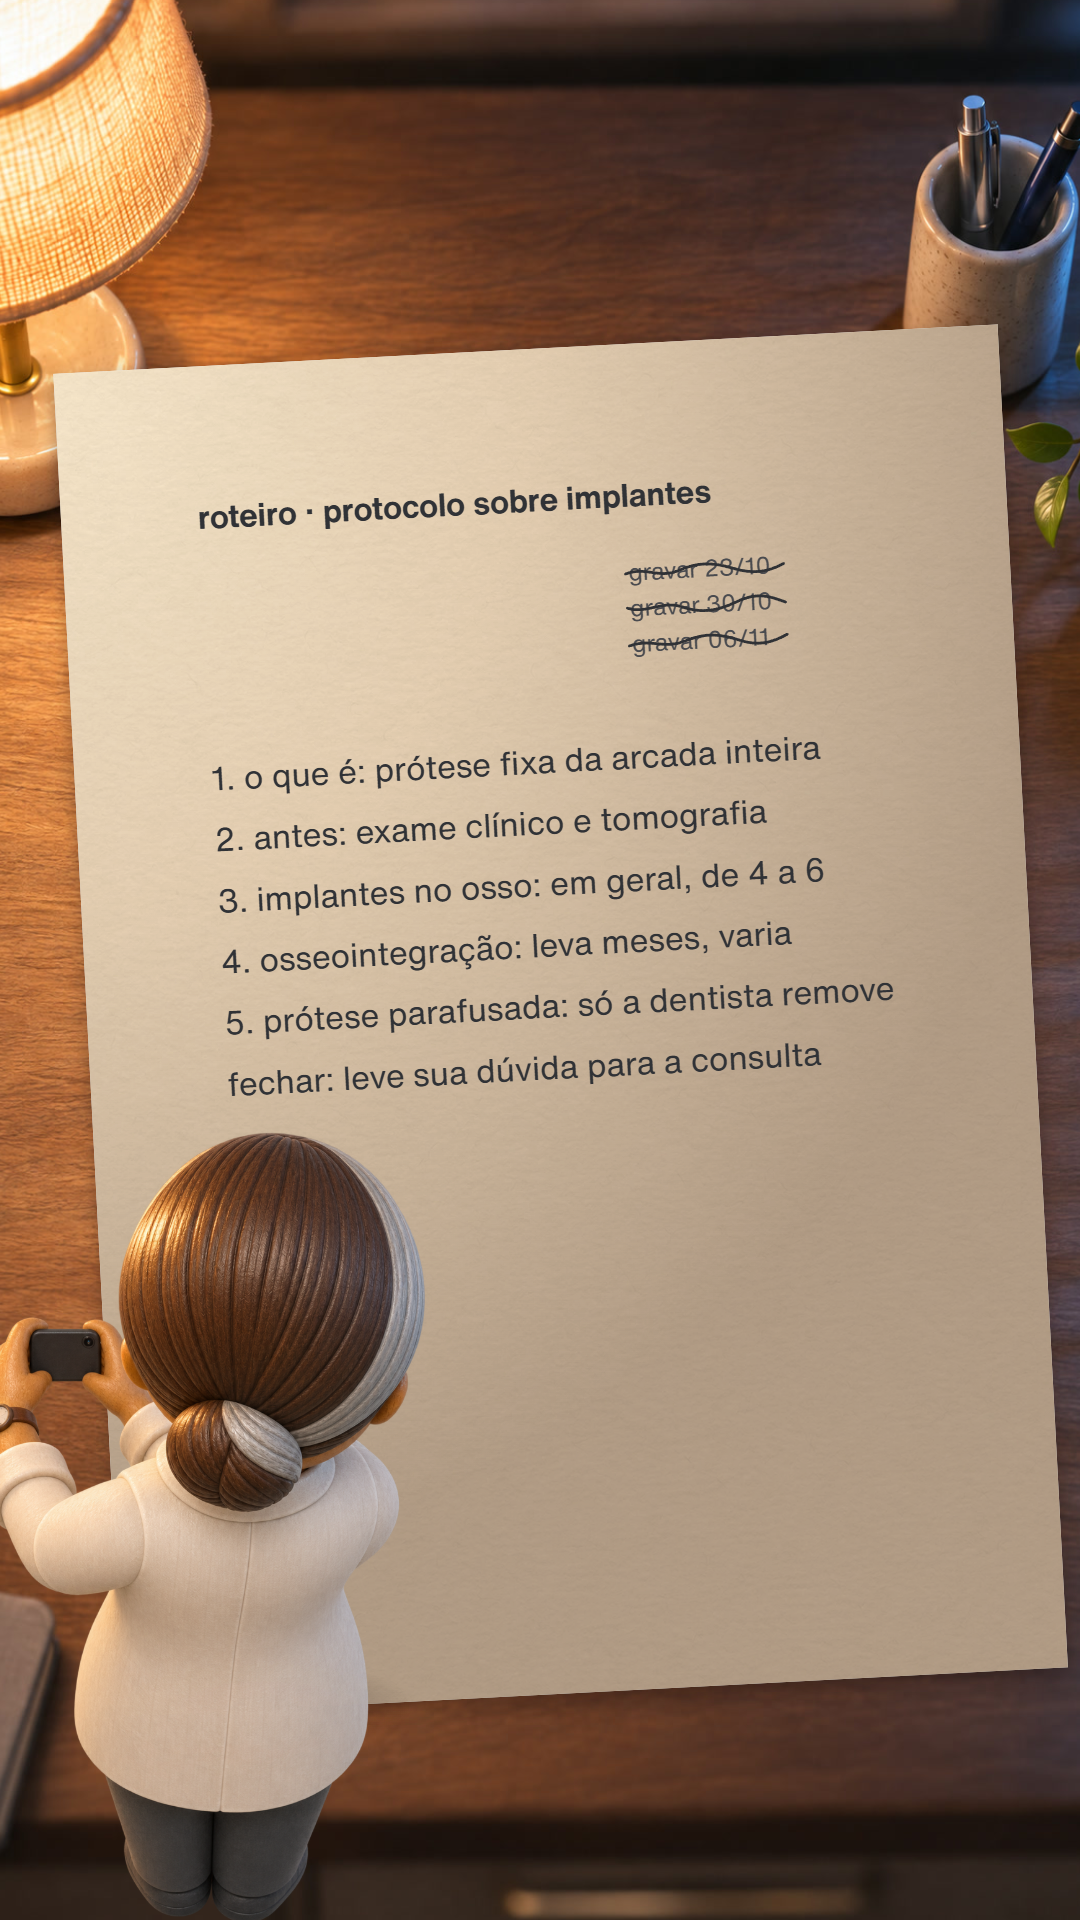 roteiro · protocolo sobre implantes
gravar 23/10
gravar 30/10
gravar 06/11
1. o que é: prótese fixa da arcada inteira
2. antes: exame clínico e tomografia
3. implantes no osso: em geral, de 4 a 6
4. osseointegração: leva meses, varia
5. prótese parafusada: só a dentista remove
fechar: leve sua dúvida para a consulta